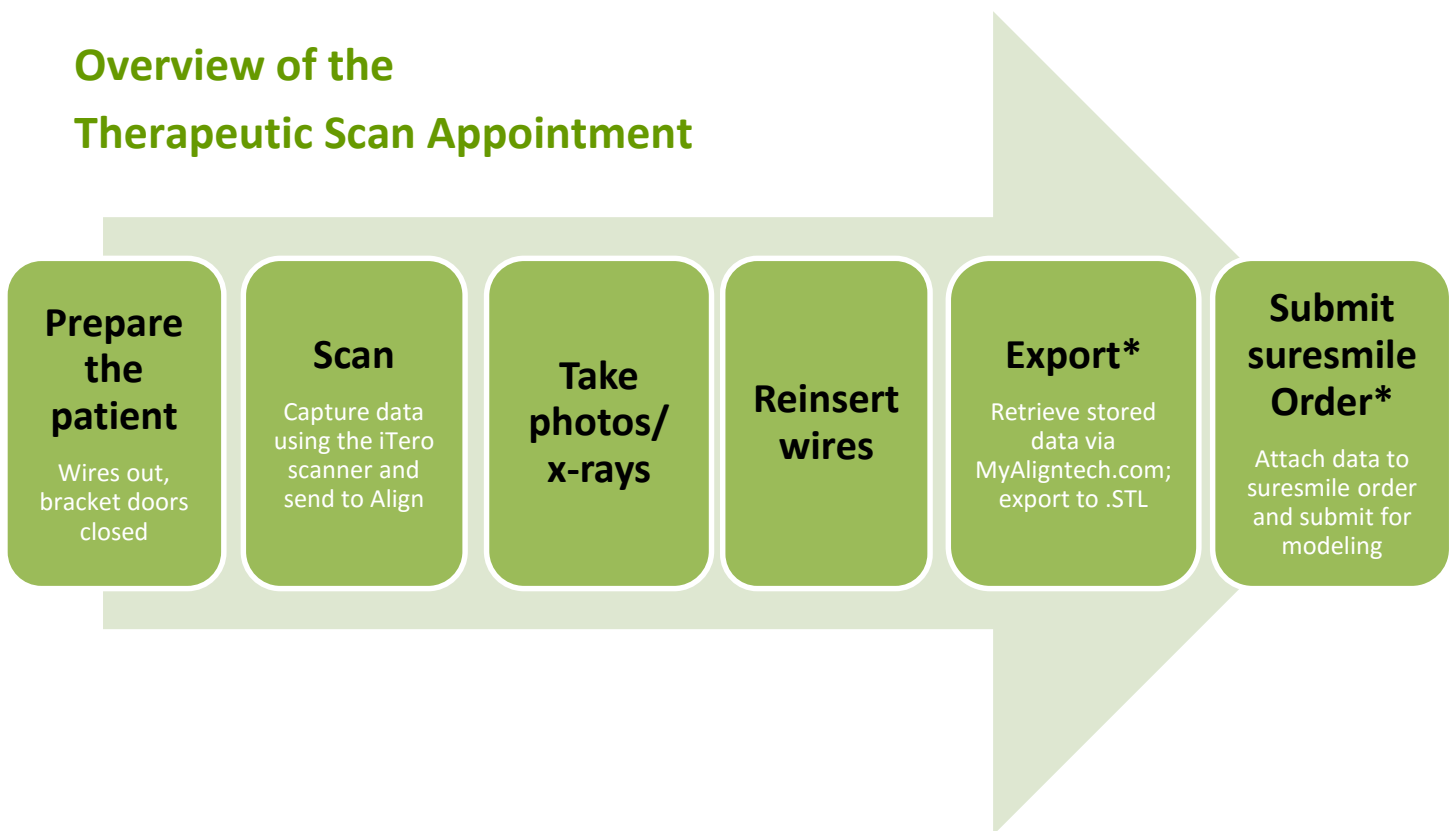 Overview of the
Therapeutic Scan Appointment
Prepare
the
patient
Wires out,
bracket doors
closed
Scan
Capture data
using the iTero
scanner and
send to Align
Take
photos/
x-rays
Reinsert
wires
Export*
Retrieve stored
data via
MyAligntech.com;
export to .STL
Submit
suresmile
Order*
Attach data to
suresmile order
and submit for
modeling